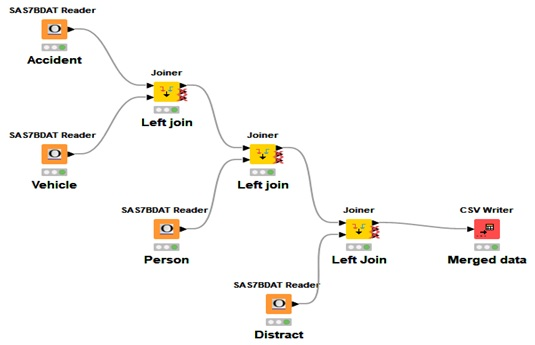 SAS7BDAT Reader
Accident
Joiner
Left join
SAS7BDAT Reader
Vehicle
Joiner
Left join
SAS7BDAT Reader
Person
Joiner
Left Join
CSV Writer
Merged data
SAS7BDAT Reader
Distract